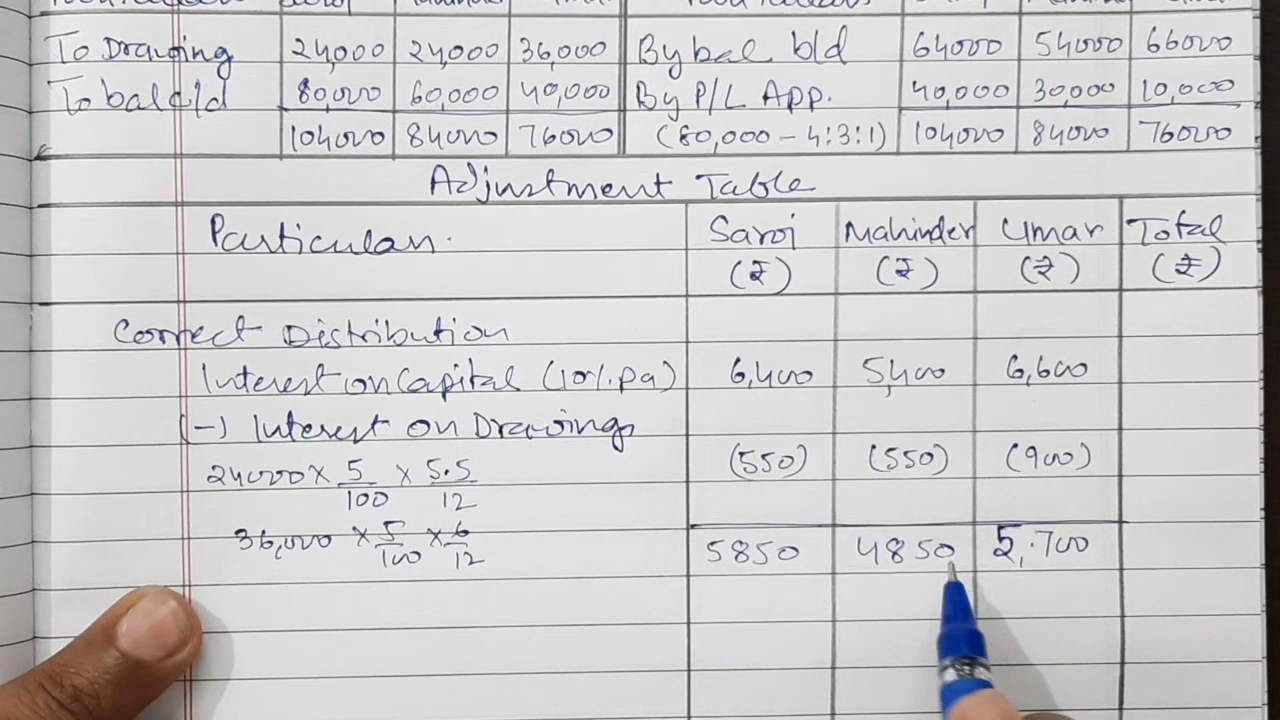 To Drawing 24,000 24,000 36,000 By bal b/d 64000 54000 66000
To bal c/d 80,000 60,000 40,000 By P/L App. 40,000 30,000 10,000
104000 84000 76000 (80,000 - 4:3:1) 104000 84000 76000
Adjustment Table
Particulars. Saroj Mahinder Umar Total
(₹) (₹) (₹) (₹)
Correct Distribution
Interest on Capital (10%.pa) 6,400 5,400 6,600
(-) Interest on Drawings
24000 × 5/100 × 5.5/12 (550) (550) (900)
36,000 × 5/100 × 6/12 5850 4850 5,700